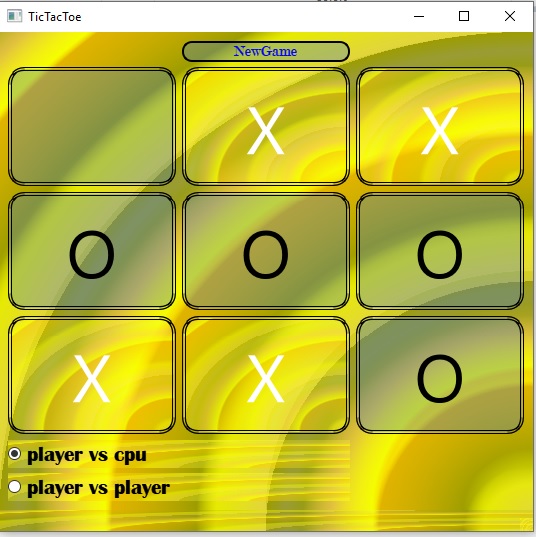 TicTacToe
NewGame
X X
O O O
X X O
player vs cpu
player vs player